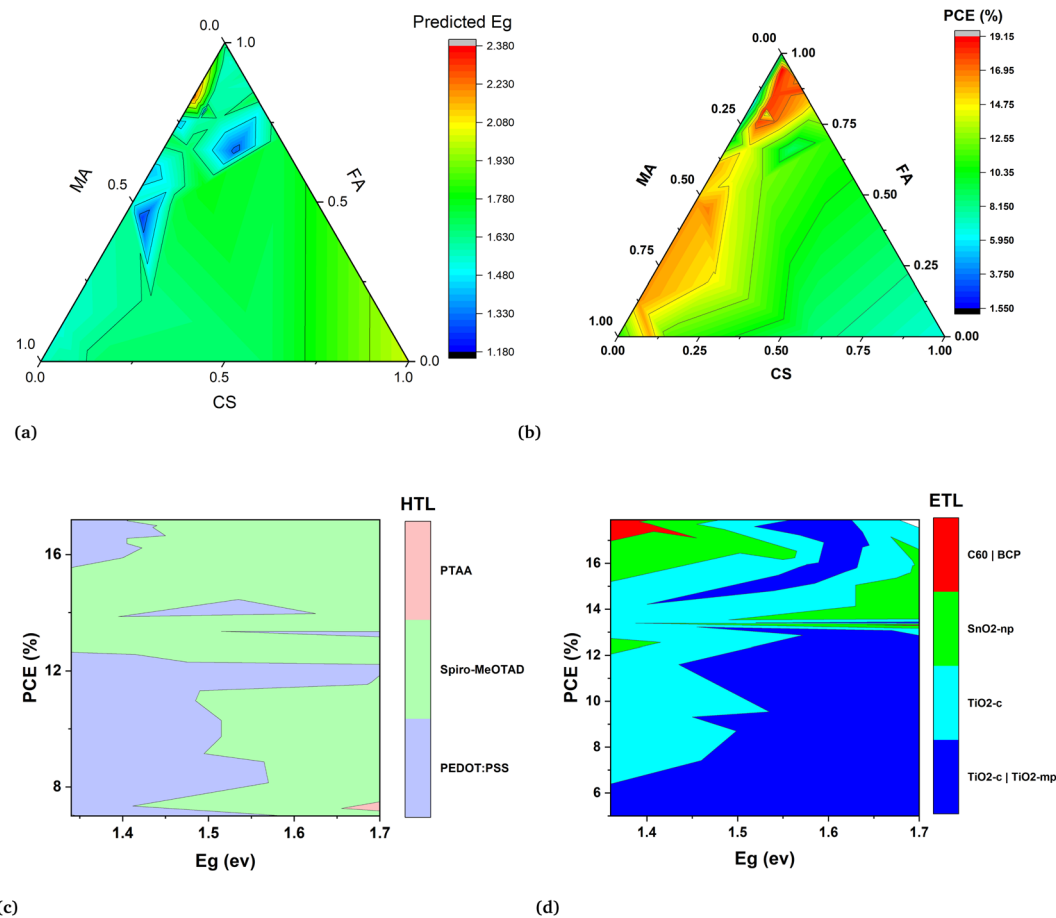 Predicted Eg
0.0
1.0
2.380
2.230
2.080
1.930
1.780
1.630
1.480
1.330
1.180
MA
FA
0.5
0.5
1.0
0.0
0.0
0.5
1.0
CS
(a)
PCE (%)
0.00
1.00
19.15
16.95
14.75
12.55
10.35
8.150
5.950
3.750
1.550
0.25
0.75
MA
FA
0.50
0.50
0.75
0.25
1.00
0.00
0.00
0.25
0.50
0.75
1.00
CS
(b)
HTL
PTAA
Spiro-MeOTAD
PEDOT:PSS
PCE (%)
16
12
8
1.4
1.5
1.6
1.7
Eg (ev)
(c)
ETL
C60 | BCP
SnO2-np
TiO2-c
TiO2-c | TiO2-mp
PCE (%)
16
14
12
10
8
6
1.4
1.5
1.6
1.7
Eg (ev)
(d)